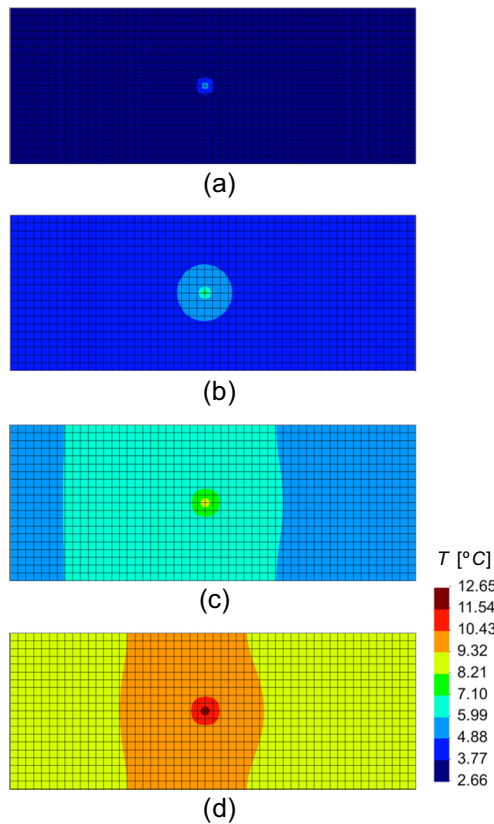 (a)
(b)
(c)
T [°C]
12.65
11.54
10.43
9.32
8.21
7.10
5.99
4.88
3.77
2.66
(d)